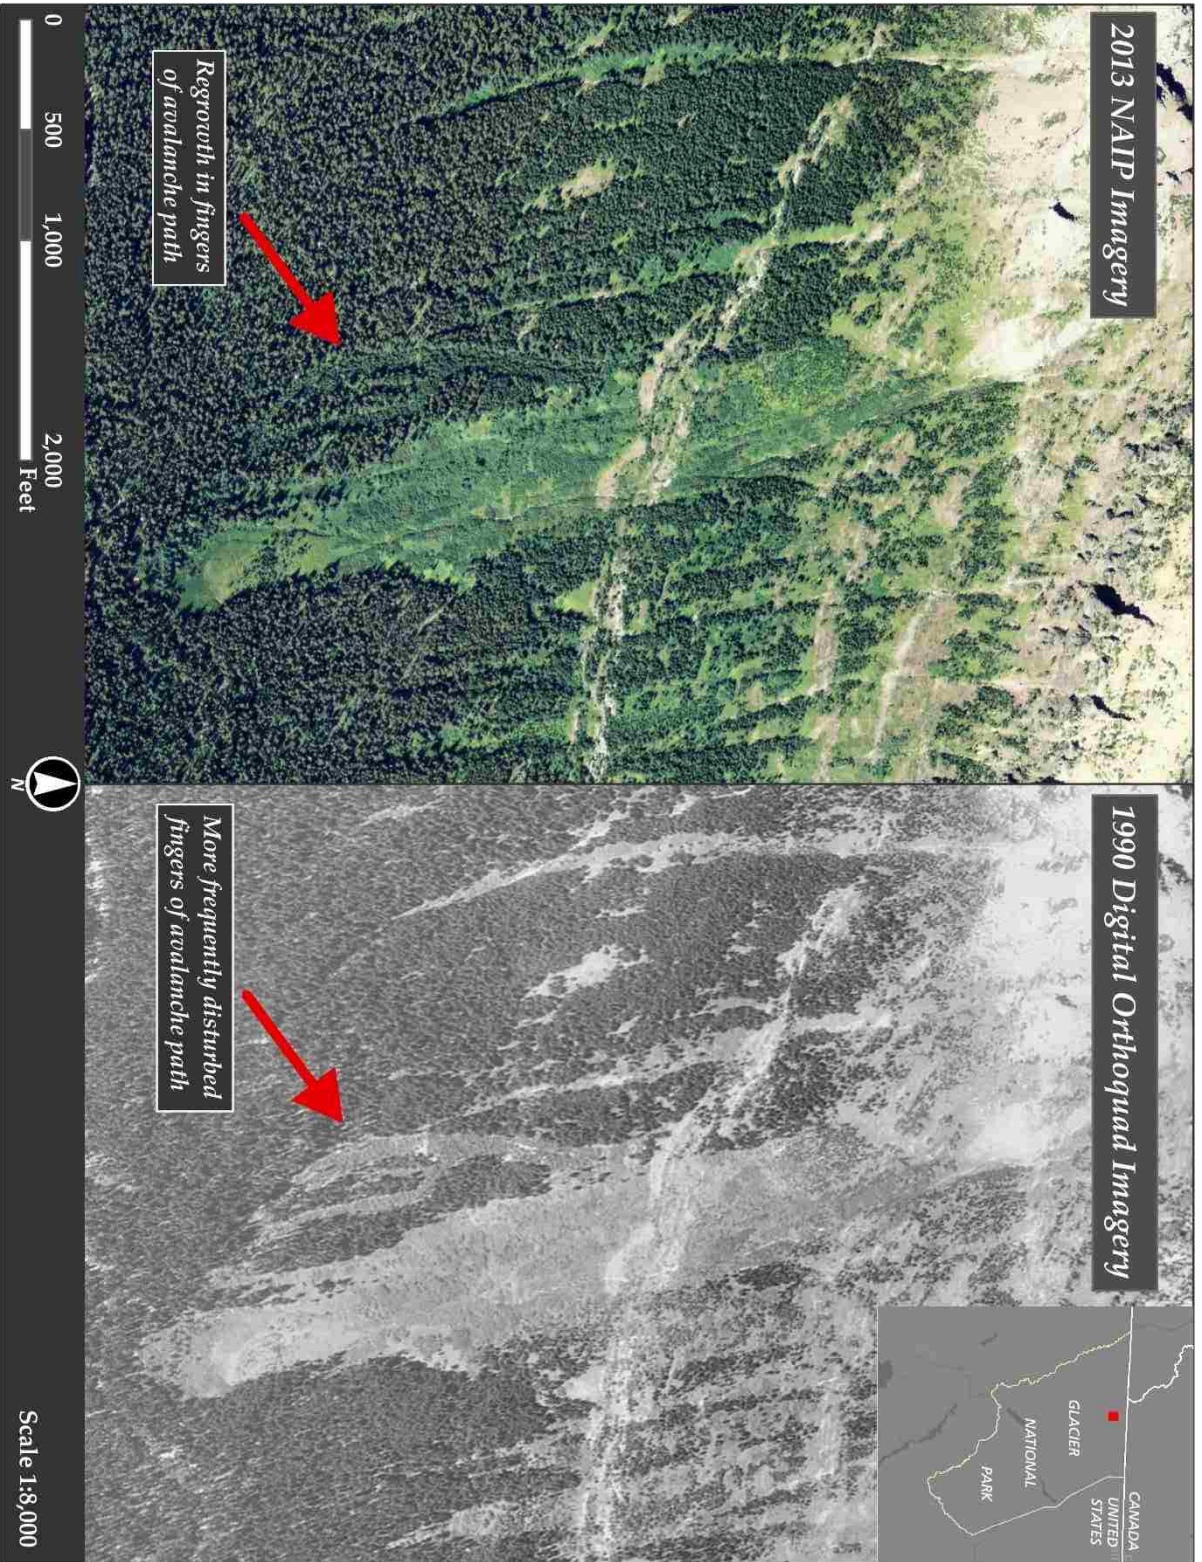 2013 NAIP Imagery
Regrowth in fingers
of avalanche path
1990 Digital Orthoquad Imagery
More frequently disturbed
fingers of avalanche path
CANADA
UNITED
STATES
GLACIER
NATIONAL
PARK
0 500 1,000 2,000
Feet
N
Scale 1:8,000